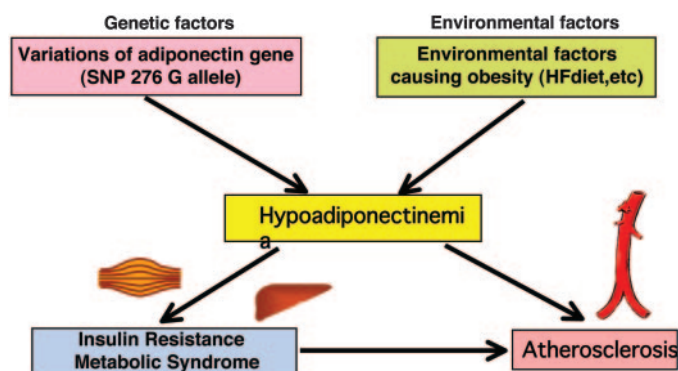 Genetic factors
Variations of adiponectin gene
(SNP 276 G allele)
Environmental factors
Environmental factors
causing obesity (HFdiet,etc)
Hypoadiponectinemi
a
Insulin Resistance
Metabolic Syndrome
Atherosclerosis